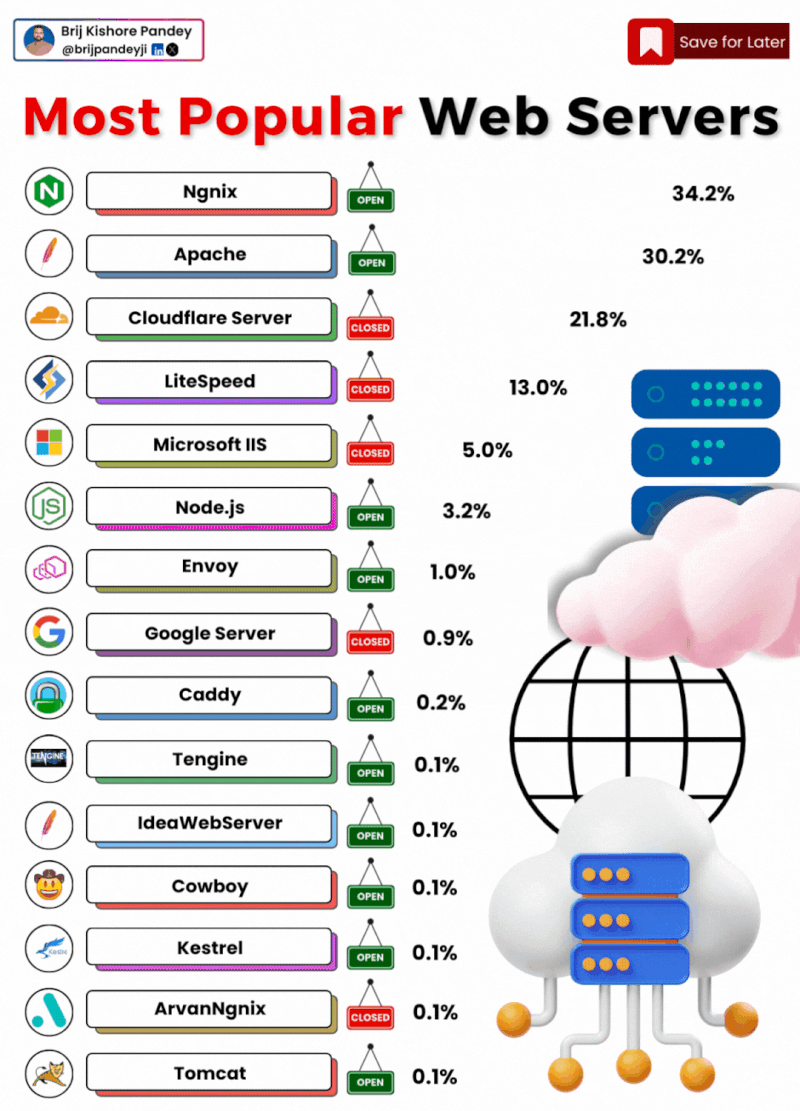 Brij Kishore Pandey
@brijpandeyji in X
Save for Later
Most Popular Web Servers
N Ngnix OPEN 34.2%
Apache OPEN 30.2%
Cloudflare Server CLOSED 21.8%
LiteSpeed CLOSED 13.0%
Microsoft IIS CLOSED 5.0%
JS Node.js OPEN 3.2%
Envoy OPEN 1.0%
G Google Server CLOSED 0.9%
Caddy OPEN 0.2%
TENGINE Tengine OPEN 0.1%
IdeaWebServer OPEN 0.1%
Cowboy OPEN 0.1%
Kestrel OPEN 0.1%
ArvanNgnix CLOSED 0.1%
Tomcat OPEN 0.1%